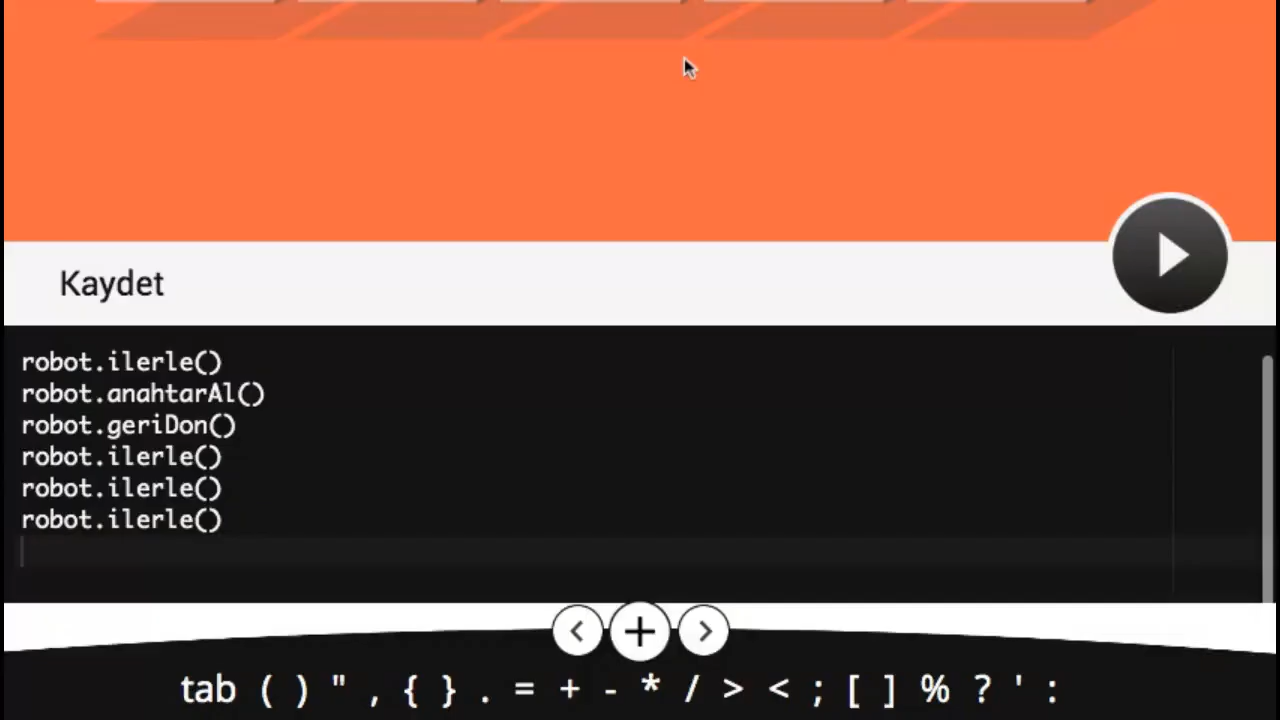 Kaydet
robot.ilerle()
robot.anahtarAl()
robot.geriDon()
robot.ilerle()
robot.ilerle()
robot.ilerle()
tab ( ) " , { } . = + - * / > < ; [ ] % ? ' :